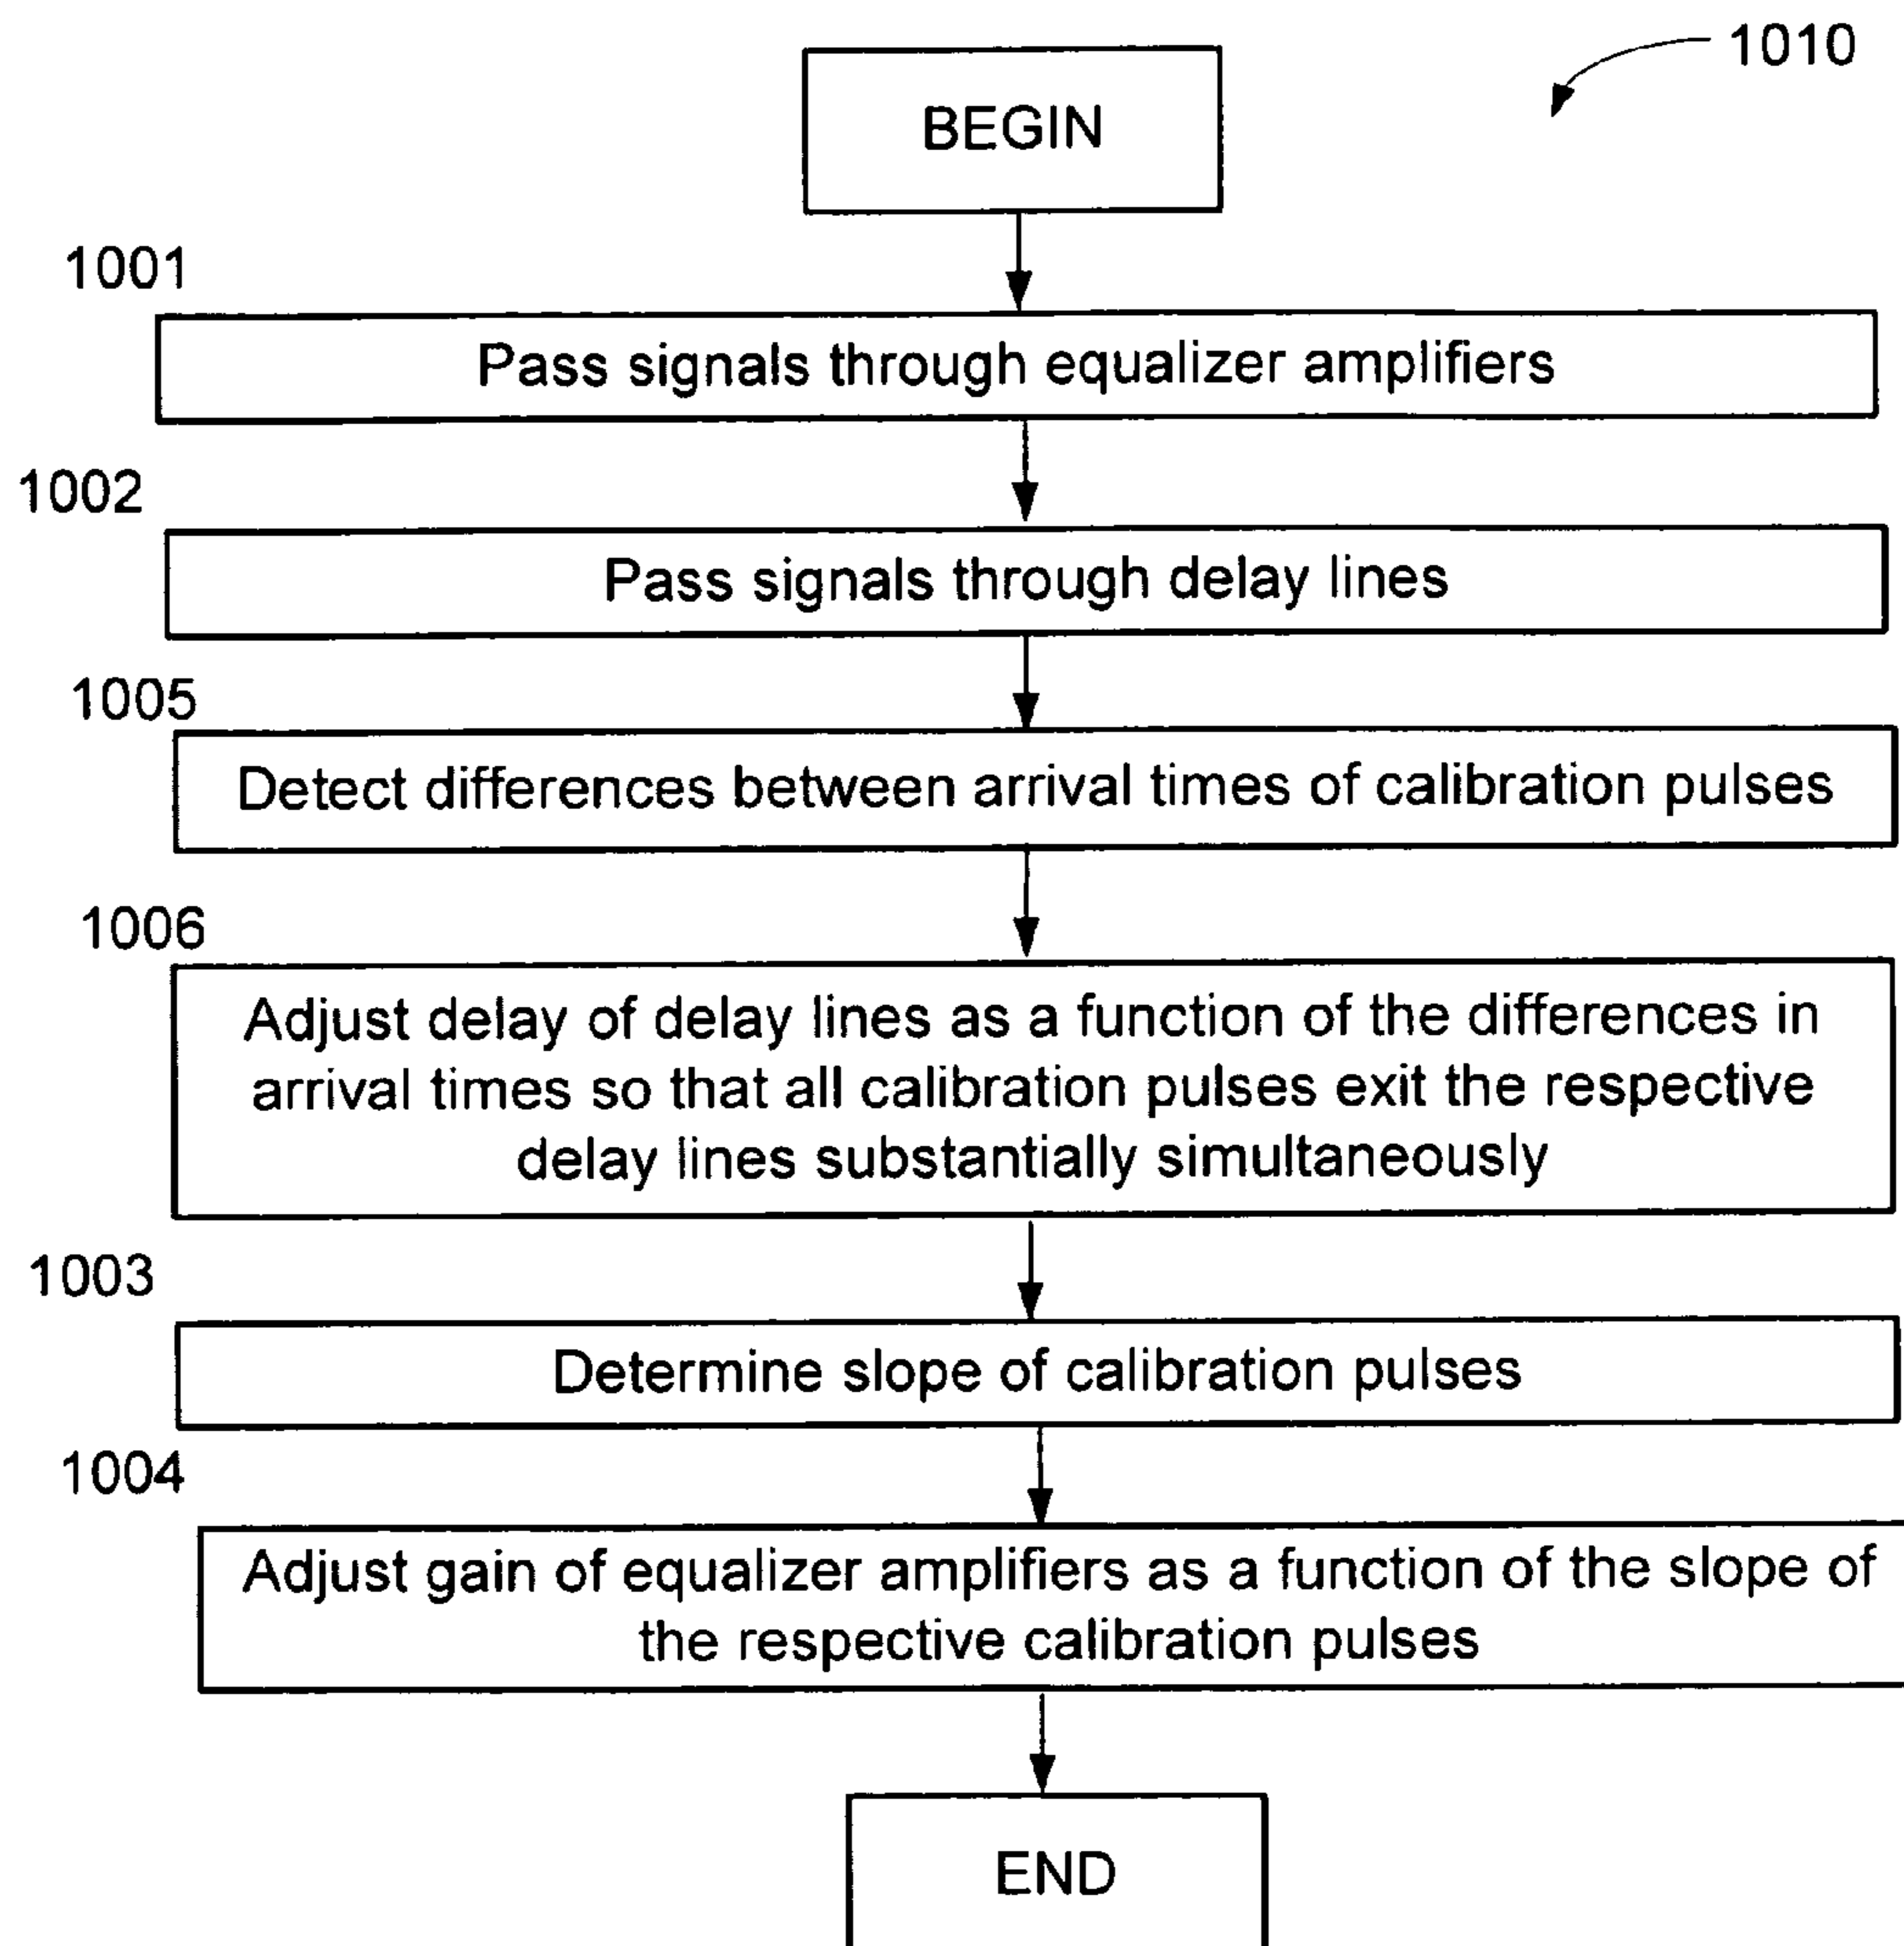 1010
BEGIN
1001
Pass signals through equalizer amplifiers
1002
Pass signals through delay lines
1005
Detect differences between arrival times of calibration pulses
1006
Adjust delay of delay lines as a function of the differences in
arrival times so that all calibration pulses exit the respective
delay lines substantially simultaneously
1003
Determine slope of calibration pulses
1004
Adjust gain of equalizer amplifiers as a function of the slope of
the respective calibration pulses
END